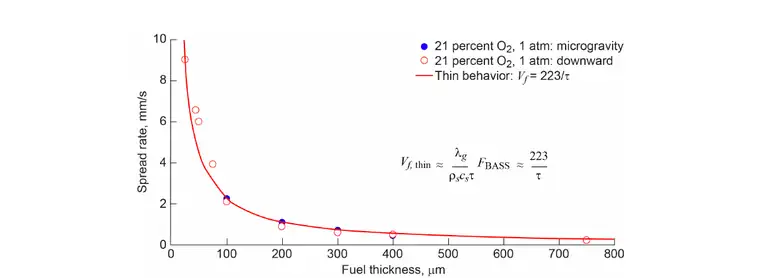 10
8
6
4
2
0
Spread rate, mm/s
21 percent O2, 1 atm: microgravity
21 percent O2, 1 atm: downward
Thin behavior: Vf = 223/τ
Vf, thin ≈ λg/ρscsτ FBASS ≈ 223/τ
0 100 200 300 400 500 600 700 800
Fuel thickness, μm